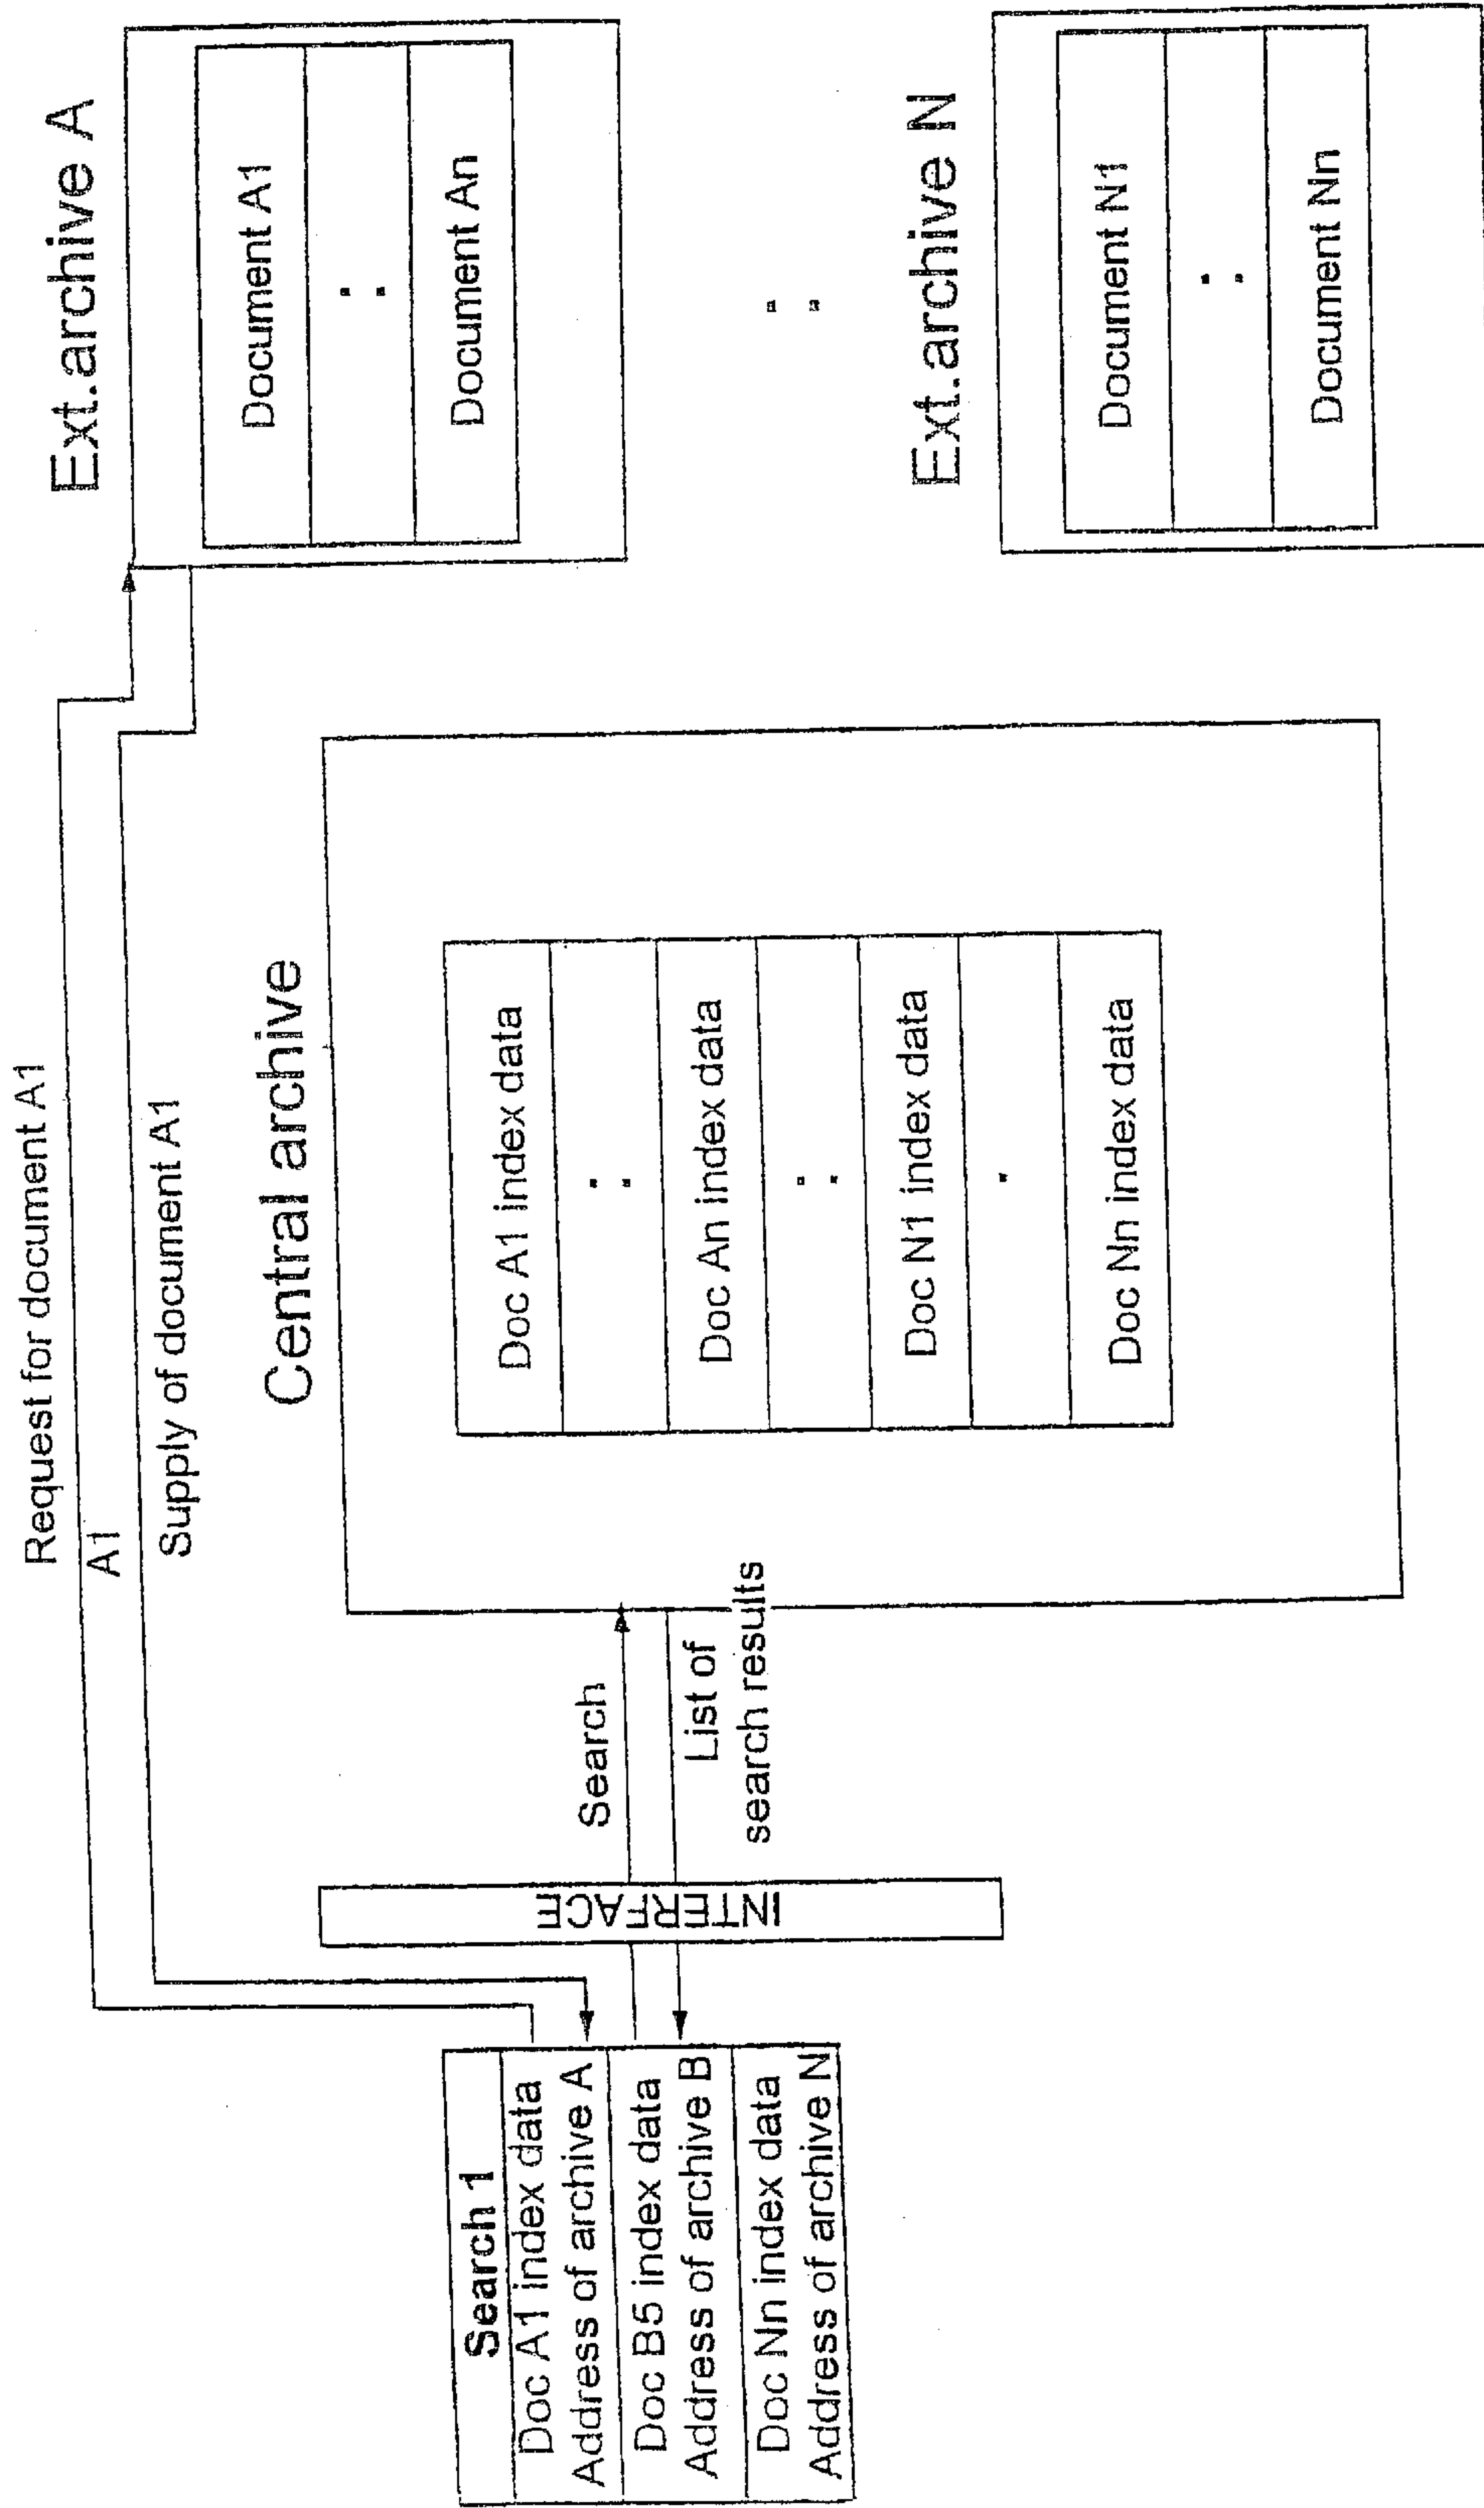 Request for document A1
A1
Supply of document A1
Search 1
Doc A1 index data
Address of archive A
Doc B5 index data
Address of archive B
Doc Nn index data
Address of archive N
INTERFACE
Search
List of
search results
Central archive
Doc A1 index data
Doc An index data
Doc N1 index data
Doc Nn index data
Ext.archive A
Document A1
Document An
Ext.archive N
Document N1
Document Nn